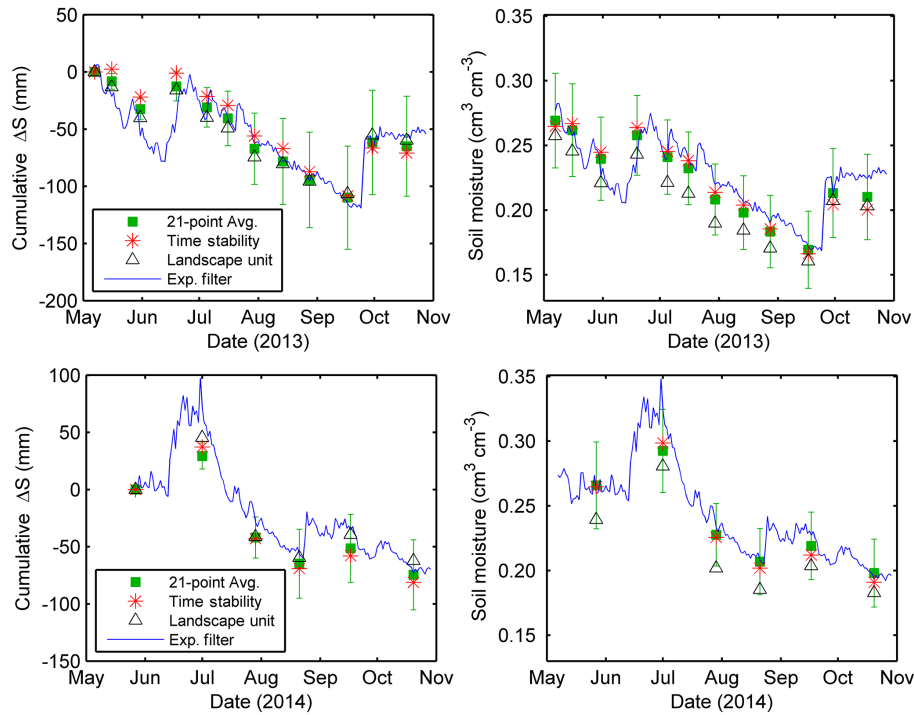 50
0
-50
-100
-150
-200
Cumulative ΔS (mm)
21-point Avg.
Time stability
Landscape unit
Exp. filter
May Jun Jul Aug Sep Oct Nov
Date (2013)
0.35
0.30
0.25
0.20
0.15
Soil moisture (cm³ cm⁻³)
May Jun Jul Aug Sep Oct Nov
Date (2013)
100
50
0
-50
-100
-150
Cumulative ΔS (mm)
21-point Avg.
Time stability
Landscape unit
Exp. filter
May Jun Jul Aug Sep Oct Nov
Date (2014)
0.35
0.30
0.25
0.20
0.15
Soil moisture (cm³ cm⁻³)
May Jun Jul Aug Sep Oct Nov
Date (2014)